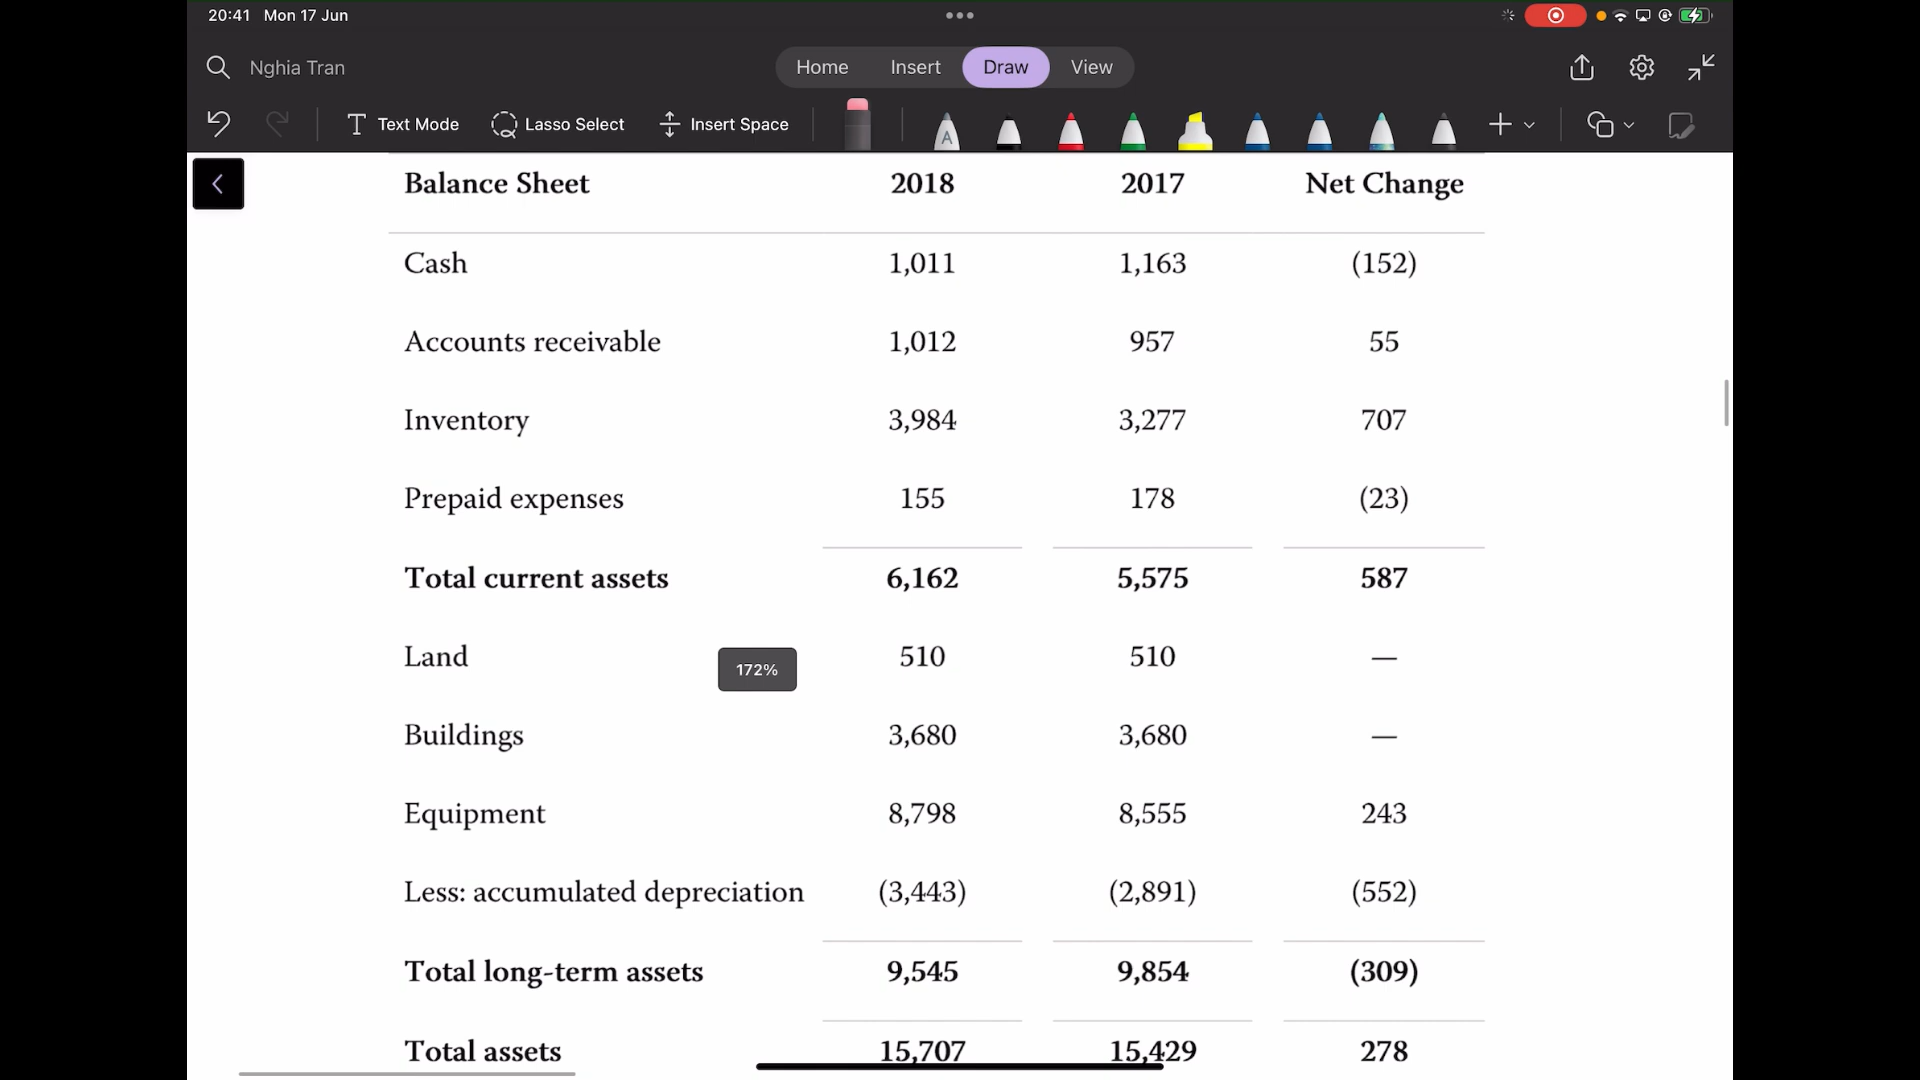 20:41 Mon 17 Jun
Nghia Tran
Home Insert Draw View
Text Mode Lasso Select Insert Space
A
Balance Sheet 2018 2017 Net Change
Cash 1,011 1,163 (152)
Accounts receivable 1,012 957 55
Inventory 3,984 3,277 707
Prepaid expenses 155 178 (23)
Total current assets 6,162 5,575 587
Land 510 510 —
172%
Buildings 3,680 3,680 —
Equipment 8,798 8,555 243
Less: accumulated depreciation (3,443) (2,891) (552)
Total long-term assets 9,545 9,854 (309)
Total assets 15,707 15,429 278